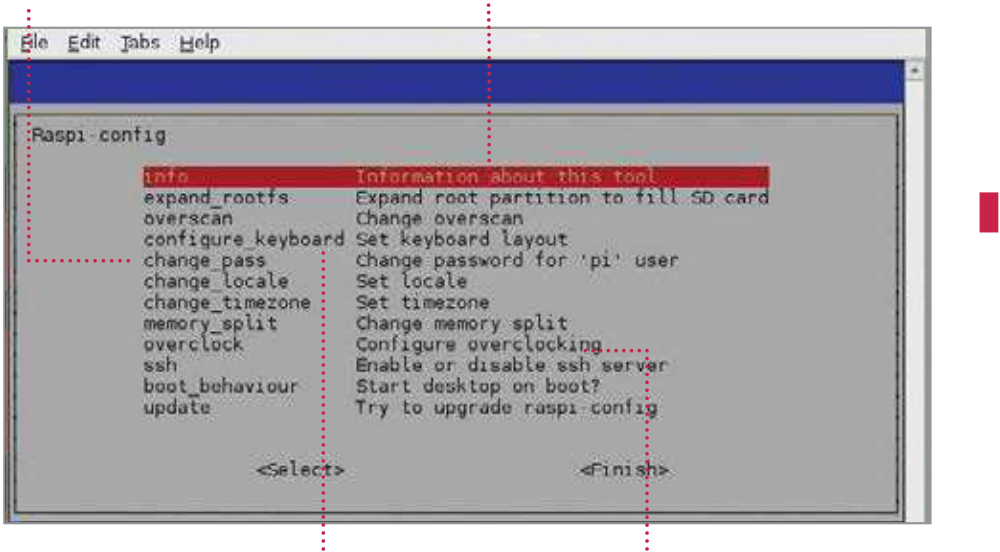 File Edit Tabs Help
Raspi-config
info Information about this tool
expand_rootfs Expand root partition to fill SD card
overscan Change overscan
configure_keyboard Set keyboard layout
change_pass Change password for 'pi' user
change_locale Set locale
change_timezone Set timezone
memory_split Change memory split
overclock Configure overclocking
ssh Enable or disable ssh server
boot_behaviour Start desktop on boot?
update Try to upgrade raspi-config
<Select> <Finish>